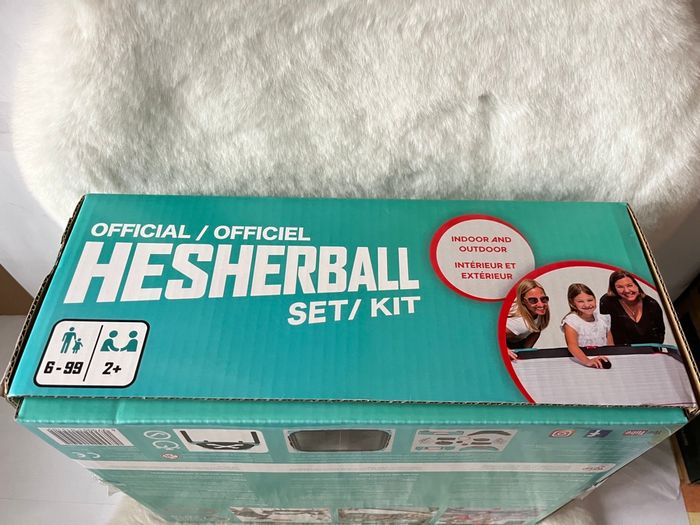 OFFICIAL / OFFICIEL
HESHERBALL
SET/ KIT
INDOOR AND
OUTDOOR
INTÉRIEUR ET
EXTÉRIEUR
6-99
2+